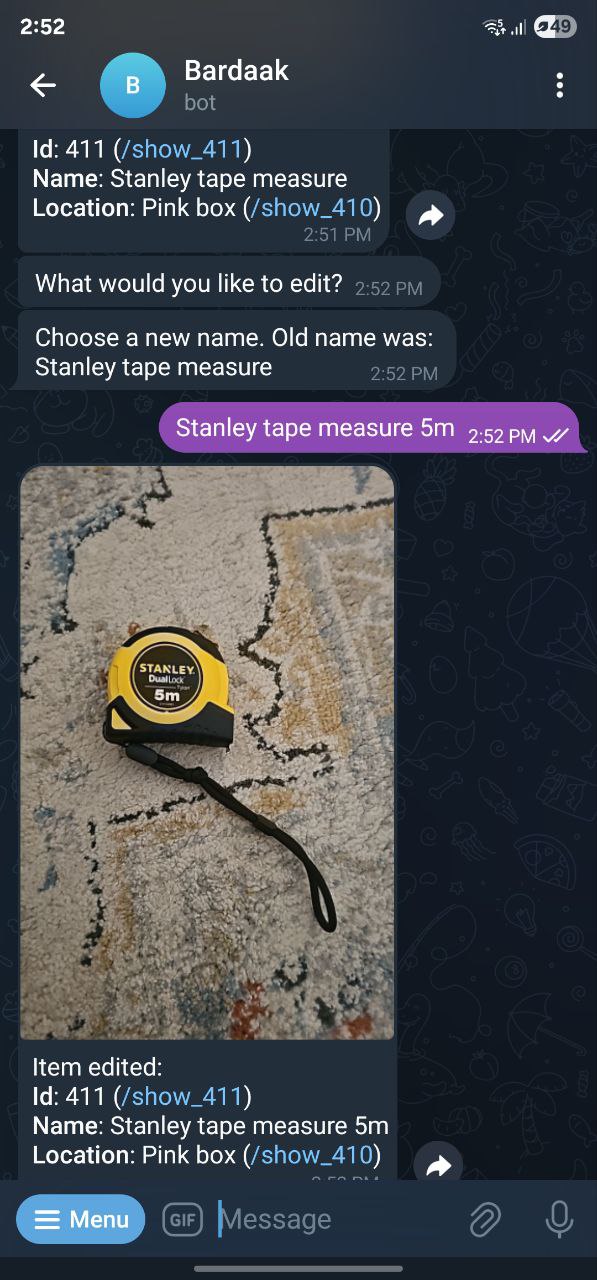 2:52
49
B
Bardaak
bot
Id: 411 (/show_411)
Name: Stanley tape measure
Location: Pink box (/show_410)
2:51 PM
What would you like to edit? 2:52 PM
Choose a new name. Old name was:
Stanley tape measure 2:52 PM
Stanley tape measure 5m 2:52 PM
STANLEY
DualLock
Tylon
5m
Item edited:
Id: 411 (/show_411)
Name: Stanley tape measure 5m
Location: Pink box (/show_410)
Menu GIF Message